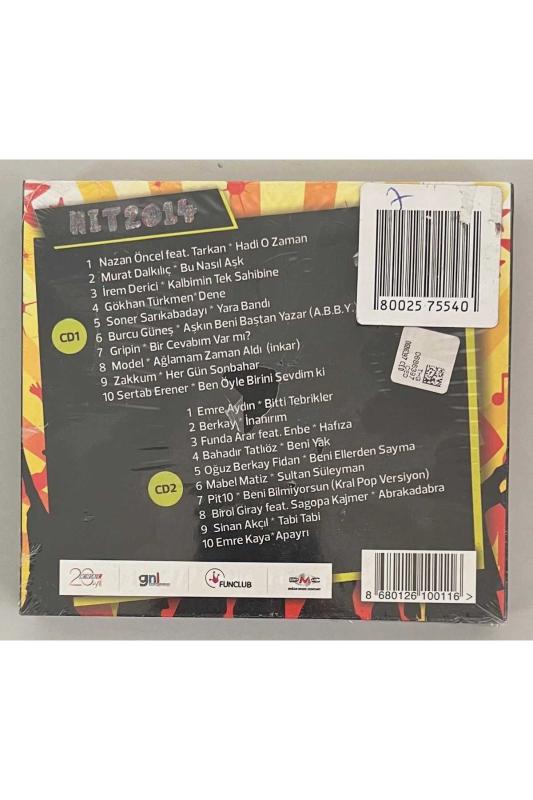 HIT2014
1 Nazan Öncel feat. Tarkan * Hadi O Zaman
2 Murat Dalkılıç * Bu Nasıl Aşk
3 İrem Derici * Kalbimin Tek Sahibine
4 Gökhan Türkmen * Dene
5 Soner Sarıkabadayı * Yara Bandı
6 Burcu Güneş * Aşkın Beni Baştan Yazar (A.B.B.Y.
7 Gripin * Bir Cevabım Var mı?
8 Model * Ağlamam Zaman Aldı (inkar)
9 Zakkum * Her Gün Sonbahar
10 Sertab Erener * Ben Öyle Birini Sevdim ki
CD1
1 Emre Aydın * Bitti Tebrikler
2 Berkay * İnanırım
3 Funda Arar feat. Enbe * Hafıza
4 Bahadır Tatlıöz * Beni Yak
5 Oğuz Berkay Fidan * Beni Ellerden Sayma
6 Mabel Matiz * Sultan Süleyman
7 Pit10 * Beni Bilmiyorsun (Kral Pop Versiyon)
8 Birol Giray feat. Sagopa Kajmer * Abrakadabra
9 Sinan Akçıl * Tabi Tabi
10 Emre Kaya * Apayrı
CD2
7
80025 75540
20
gnl
FUNCLUB
DMC
8 680126 100116 >